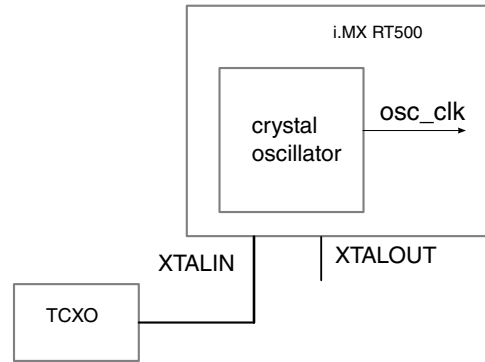 i.MX RT500
osc_clk
crystal
oscillator
XTALIN
XTALOUT
TCXO